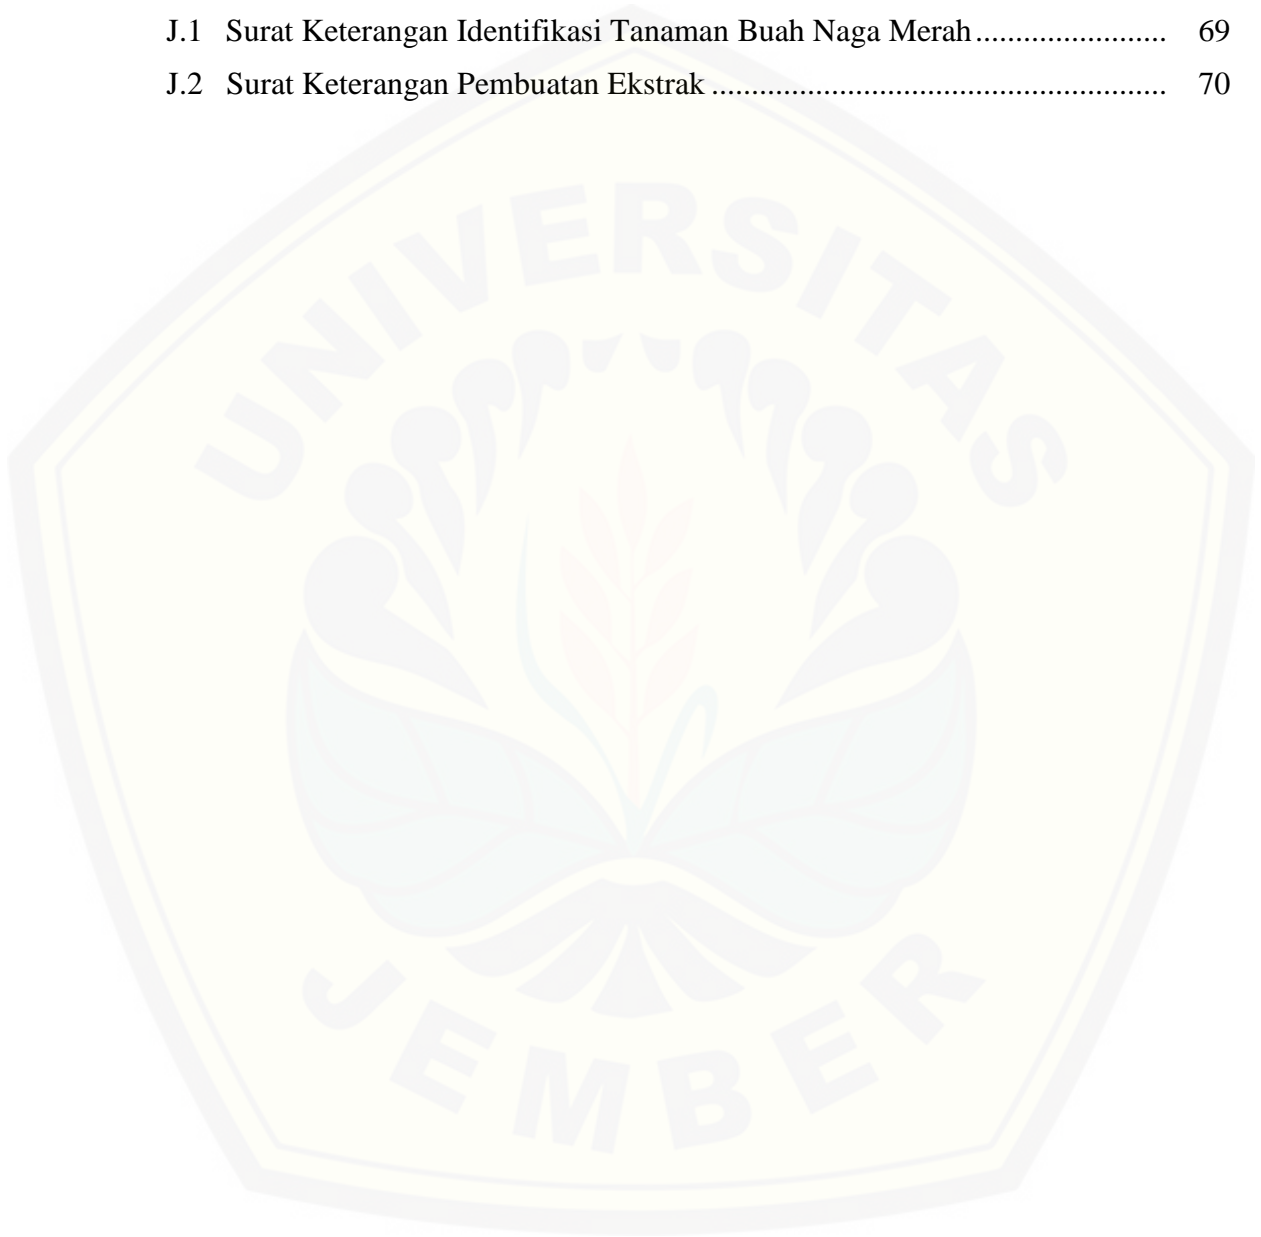 J.1 Surat Keterangan Identifikasi Tanaman Buah Naga Merah........................ 69
J.2 Surat Keterangan Pembuatan Ekstrak ......................................................... 70
UNIVERSITAS
JEMBER